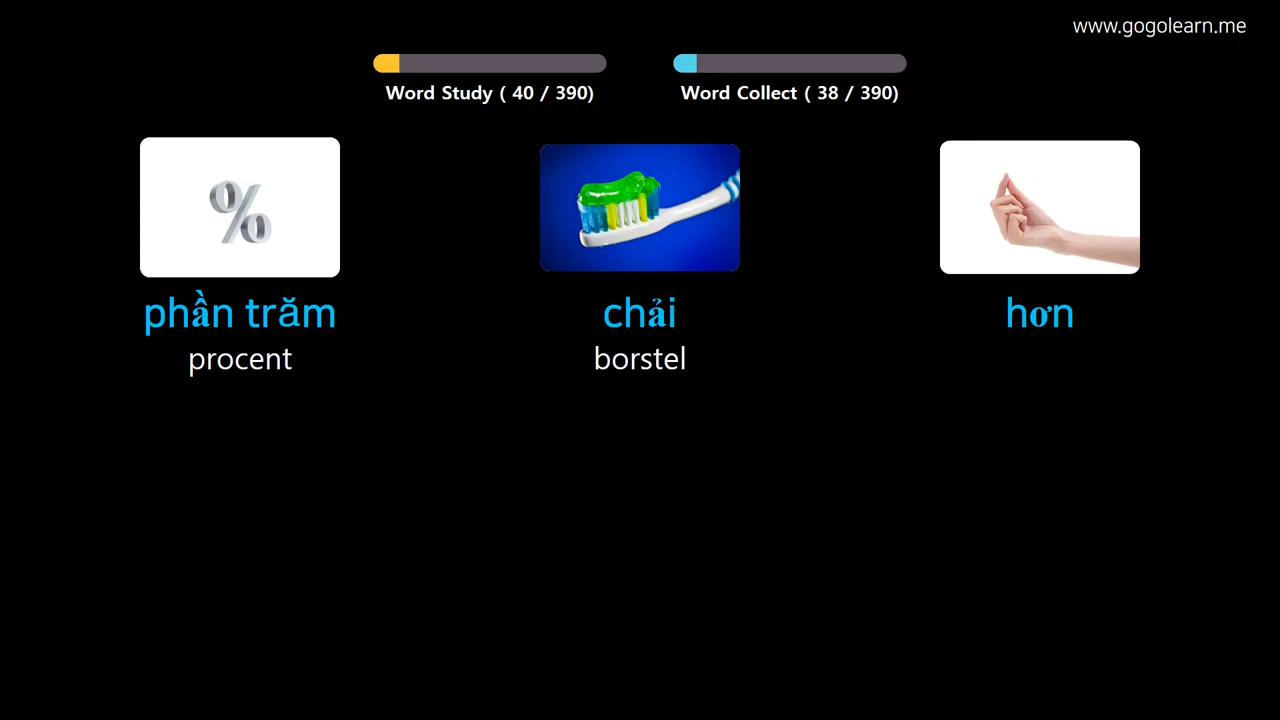 www.gogolearn.me
Word Study ( 40 / 390)
Word Collect ( 38 / 390)
%
phần trăm
chải
hơn
procent
borstel